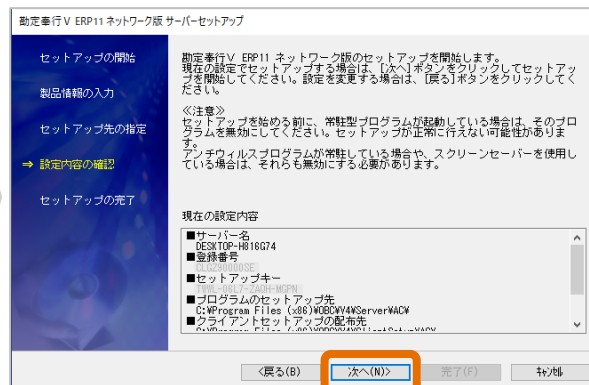 勘定奉行V ERP11 ネットワーク版 サーバーセットアップ
セットアップの開始
製品情報の入力
セットアップ先の指定
⇒ 設定内容の確認
セットアップの完了
勘定奉行V ERP11 ネットワーク版のセットアップを開始します。
現在の設定でセットアップする場合は、[次へ]ボタンをクリックしてセットアッ
プを開始してください。設定を変更する場合は、[戻る]ボタンをクリックしてく
ださい。
≪注意≫
セットアップを始める前に、常駐型プログラムが起動している場合は、そのプロ
グラムを無効にしてください。セットアップが正常に行えない可能性がありま
す。
アンチウィルスプログラムが常駐している場合や、スクリーンセーバーを使用し
ている場合は、それらも無効にする必要があります。
現在の設定内容
■サーバー名
DESKTOP-H816G74
■登録番号
■セットアップキー
■プログラムのセットアップ先
C:¥Program Files (x86)¥OBC¥V4¥Server¥AC¥
■クライアントセットアップの配布先
<戻る(B)
次へ(N)>
完了(F)
ｷｬﾝｾﾙ